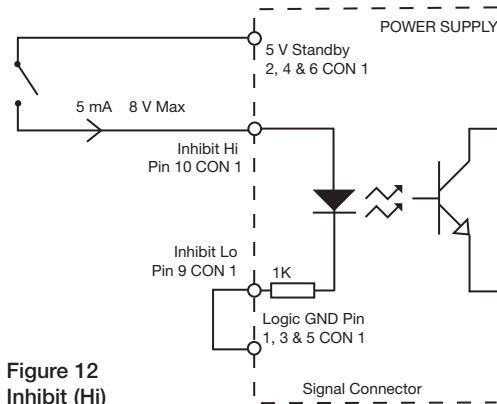 POWER SUPPLY
5 V Standby
2, 4 & 6 CON 1
5 mA 8 V Max
Inhibit Hi
Pin 10 CON 1
Inhibit Lo
Pin 9 CON 1
1K
Logic GND Pin
1, 3 & 5 CON 1
Figure 12
Inhibit (Hi)
Signal Connector